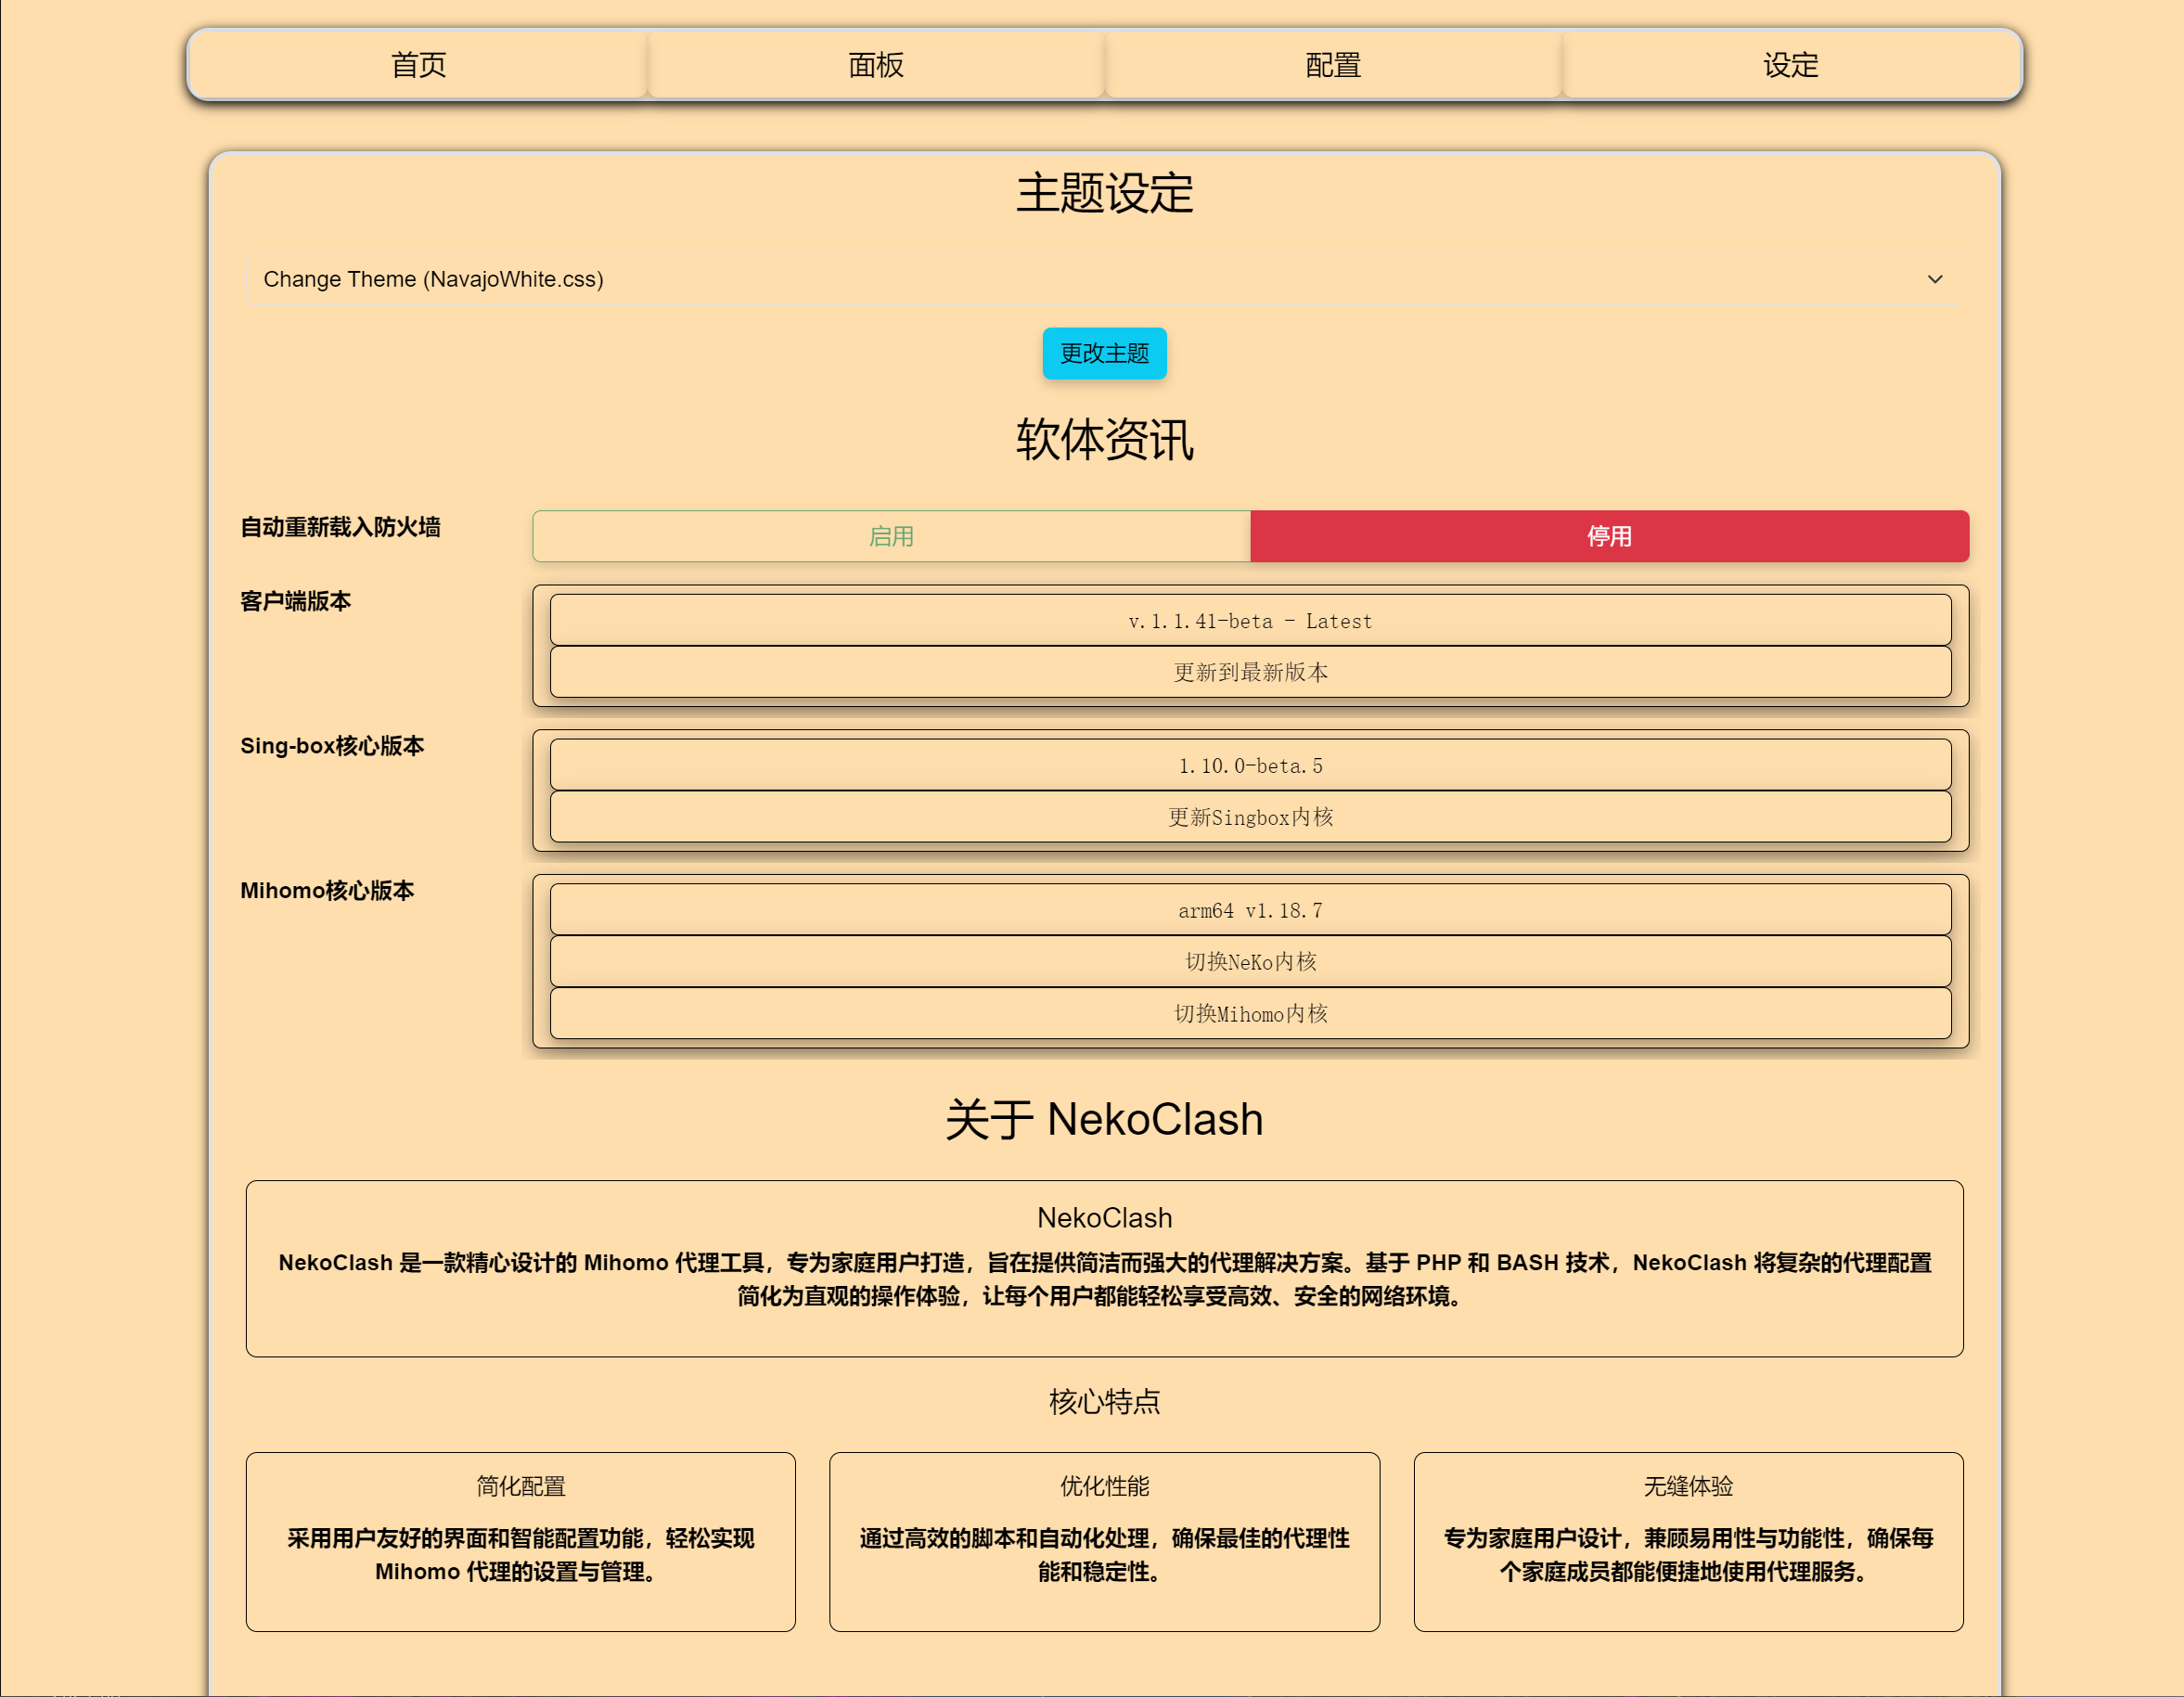 首页
面板
配置
设定
主题设定
Change Theme (NavajoWhite.css)
更改主题
软体资讯
自动重新载入防火墙
启用
停用
客户端版本
v.1.1.41-beta - Latest
更新到最新版本
Sing-box核心版本
1.10.0-beta.5
更新Singbox内核
Mihomo核心版本
arm64 v1.18.7
切换NeKo内核
切换Mihomo内核
关于 NekoClash
NekoClash
NekoClash 是一款精心设计的 Mihomo 代理工具，专为家庭用户打造，旨在提供简洁而强大的代理解决方案。基于 PHP 和 BASH 技术，NekoClash 将复杂的代理配置
简化为直观的操作体验，让每个用户都能轻松享受高效、安全的网络环境。
核心特点
简化配置
采用用户友好的界面和智能配置功能，轻松实现
Mihomo 代理的设置与管理。
优化性能
通过高效的脚本和自动化处理，确保最佳的代理性
能和稳定性。
无缝体验
专为家庭用户设计，兼顾易用性与功能性，确保每
个家庭成员都能便捷地使用代理服务。